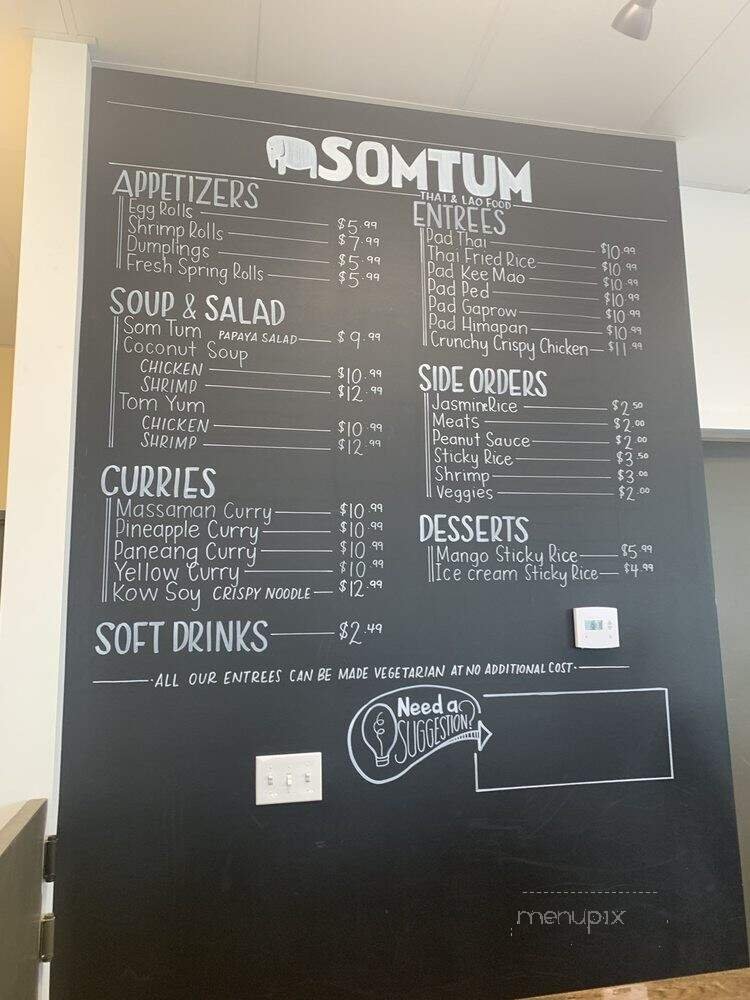 SOMTUM
THAI & LAO FOOD
APPETIZERS
Egg Rolls $5.99
Shrimp Rolls $7.99
Dumplings $5.99
Fresh Spring Rolls $5.99
SOUP & SALAD
Som Tum PAPAYA SALAD $9.99
Coconut Soup
CHICKEN $10.99
SHRIMP $12.99
Tom Yum
CHICKEN $10.99
SHRIMP $12.99
CURRIES
Massaman Curry $10.99
Pineapple Curry $10.99
Paneang Curry $10.99
Yellow Curry $10.99
Kow Soy CRISPY NOODLE $12.99
SOFT DRINKS $2.49
ENTREES
Pad Thai $10.99
Thai Fried Rice $10.99
Pad Kee Mao $10.99
Pad Ped $10.99
Pad Gaprow $10.99
Pad Himapan $10.99
Crunchy Crispy Chicken $11.99
SIDE ORDERS
Jasmine Rice $2.50
Meats $2.00
Peanut Sauce $2.00
Sticky Rice $3.50
Shrimp $3.00
Veggies $2.00
DESSERTS
Mango Sticky Rice $5.99
Ice cream Sticky Rice $4.99
·ALL OUR ENTREES CAN BE MADE VEGETARIAN AT NO ADDITIONAL COST·
Need a
SUGGESTION?
menupix